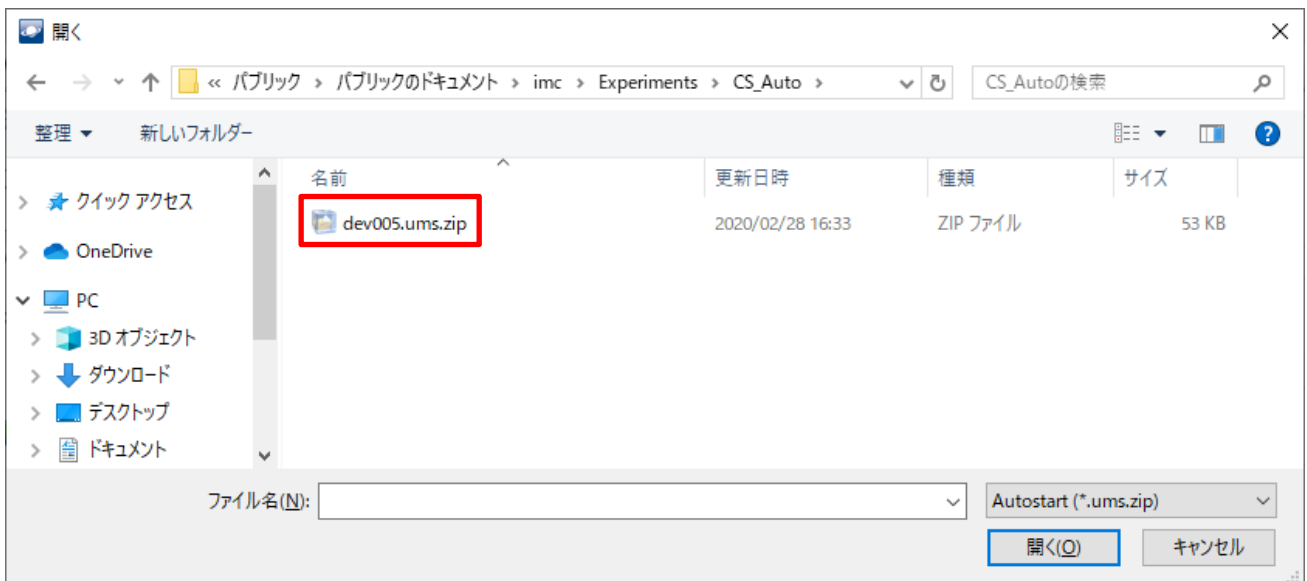 開く
« パブリック › パブリックのドキュメント › imc › Experiments › CS_Auto ›
CS_Autoの検索
整理
新しいフォルダー
名前 更新日時 種類 サイズ
dev005.ums.zip 2020/02/28 16:33 ZIP ファイル 53 KB
クイック アクセス
OneDrive
PC
3D オブジェクト
ダウンロード
デスクトップ
ドキュメント
ファイル名(N):
Autostart (*.ums.zip)
開く(O) キャンセル